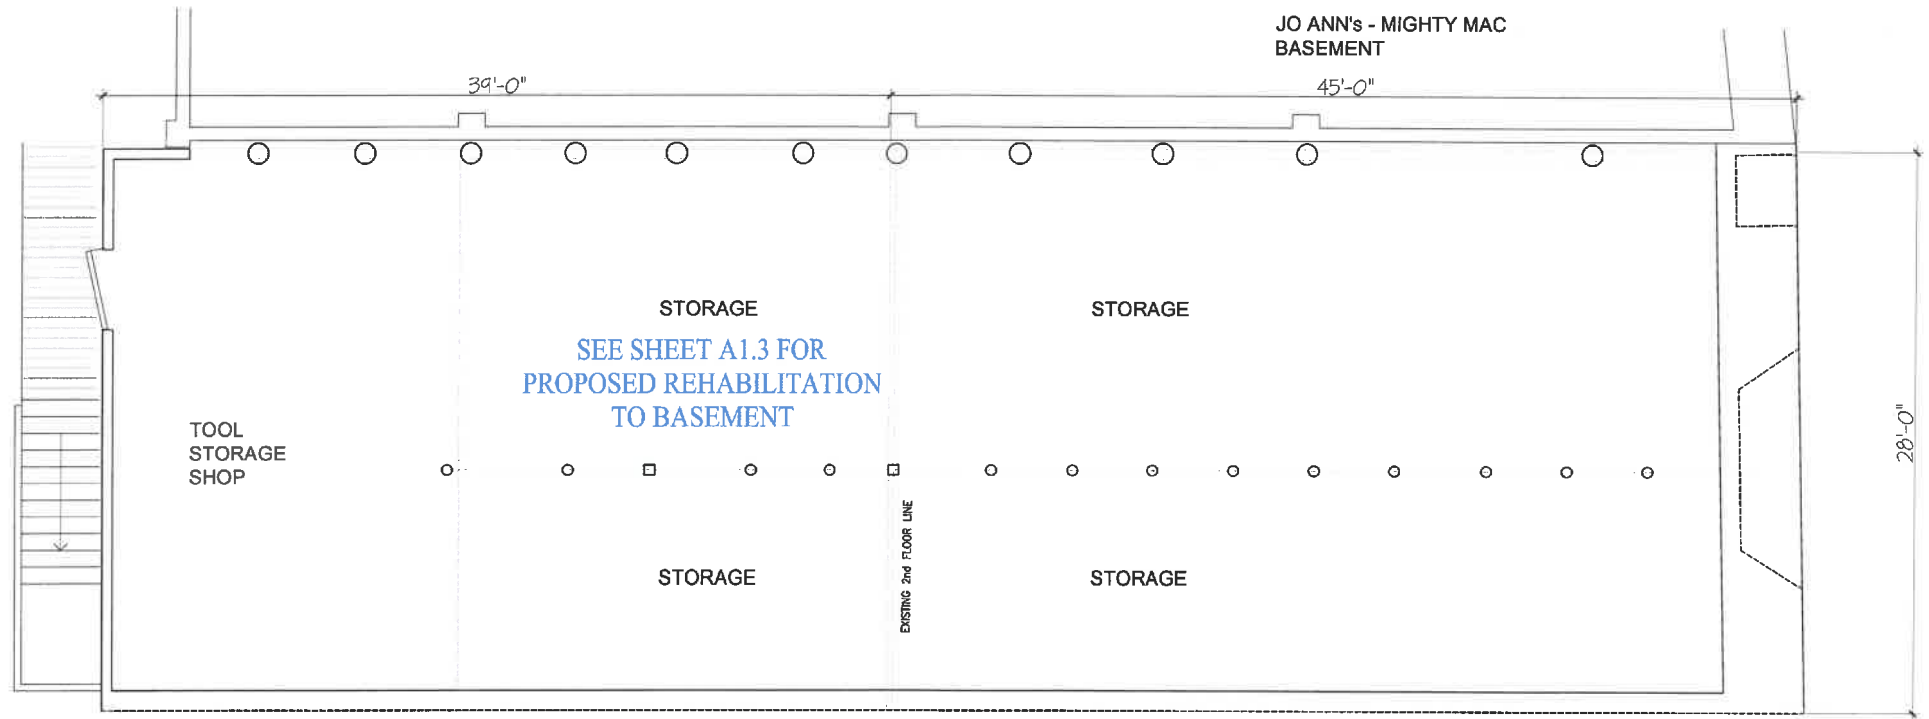 JO ANN's - MIGHTY MAC
BASEMENT
39'-0"
45'-0"
STORAGE
STORAGE
SEE SHEET A1.3 FOR
PROPOSED REHABILITATION
TO BASEMENT
TOOL
STORAGE
SHOP
28'-0"
EXISTING 2nd FLOOR LINE
STORAGE
STORAGE